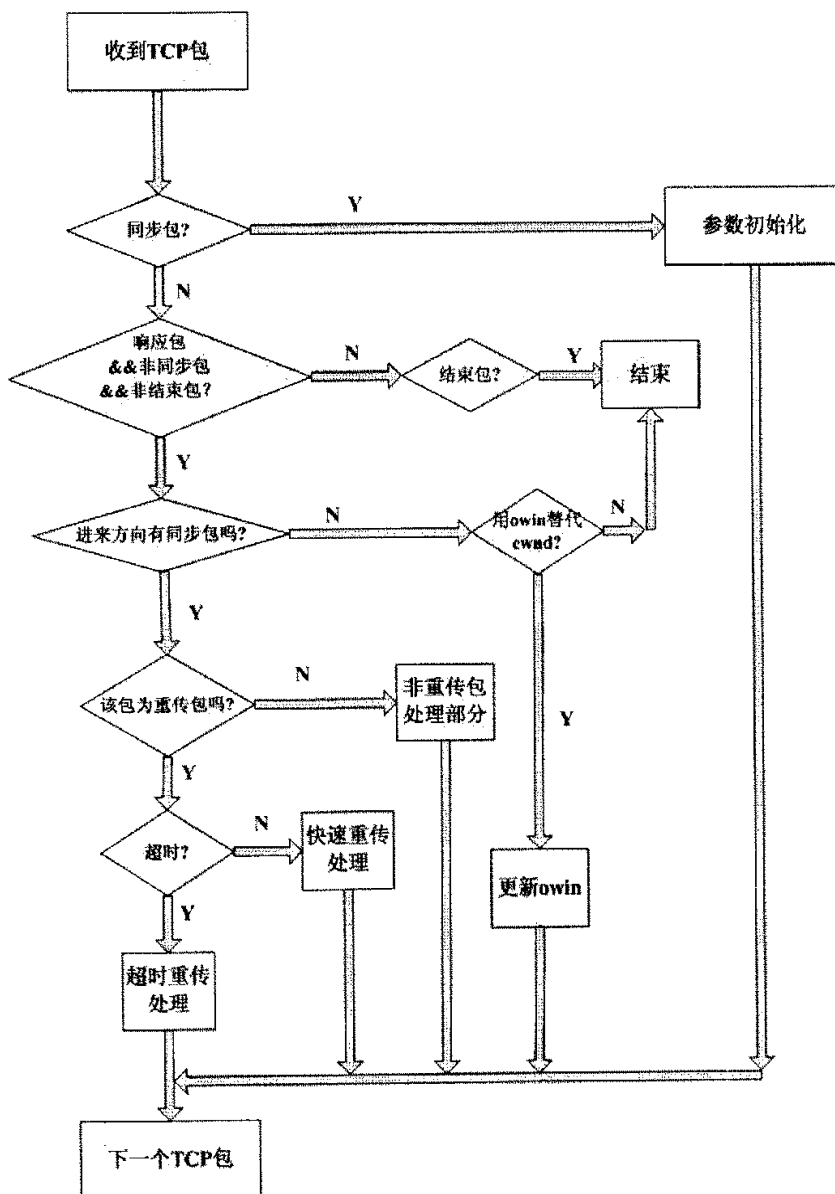 收到TCP包
同步包?
Y
参数初始化
N
响应包
&&非同步包
&&非结束包?
N
结束包?
Y
结束
Y
进来方向有同步包吗?
N
用owin替代
cwnd?
N
Y
该包为重传包吗?
N
非重传包
处理部分
Y
Y
超时?
N
快速重传
处理
更新owin
Y
超时重传
处理
下一个TCP包